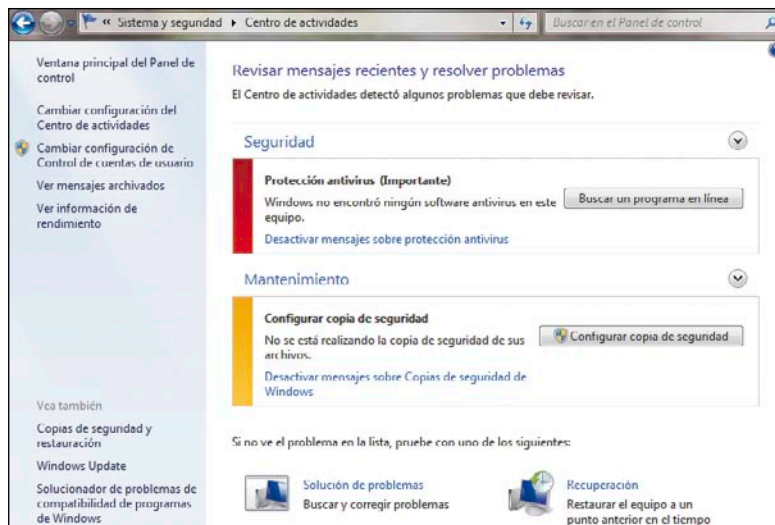 « Sistema y seguridad ▸ Centro de actividades
Buscar en el Panel de control
Ventana principal del Panel de
control
Cambiar configuración del
Centro de actividades
Cambiar configuración de
Control de cuentas de usuario
Ver mensajes archivados
Ver información de
rendimiento
Vea también
Copias de seguridad y
restauración
Windows Update
Solucionador de problemas de
compatibilidad de programas
de Windows
Revisar mensajes recientes y resolver problemas
El Centro de actividades detectó algunos problemas que debe revisar.
Seguridad
Protección antivirus (Importante)
Windows no encontró ningún software antivirus en este
equipo.
Buscar un programa en línea
Desactivar mensajes sobre protección antivirus
Mantenimiento
Configurar copia de seguridad
No se está realizando la copia de seguridad de sus
archivos.
Configurar copia de seguridad
Desactivar mensajes sobre Copias de seguridad de
Windows
Si no ve el problema en la lista, pruebe con uno de los siguientes:
Solución de problemas
Buscar y corregir problemas
Recuperación
Restaurar el equipo a un
punto anterior en el tiempo